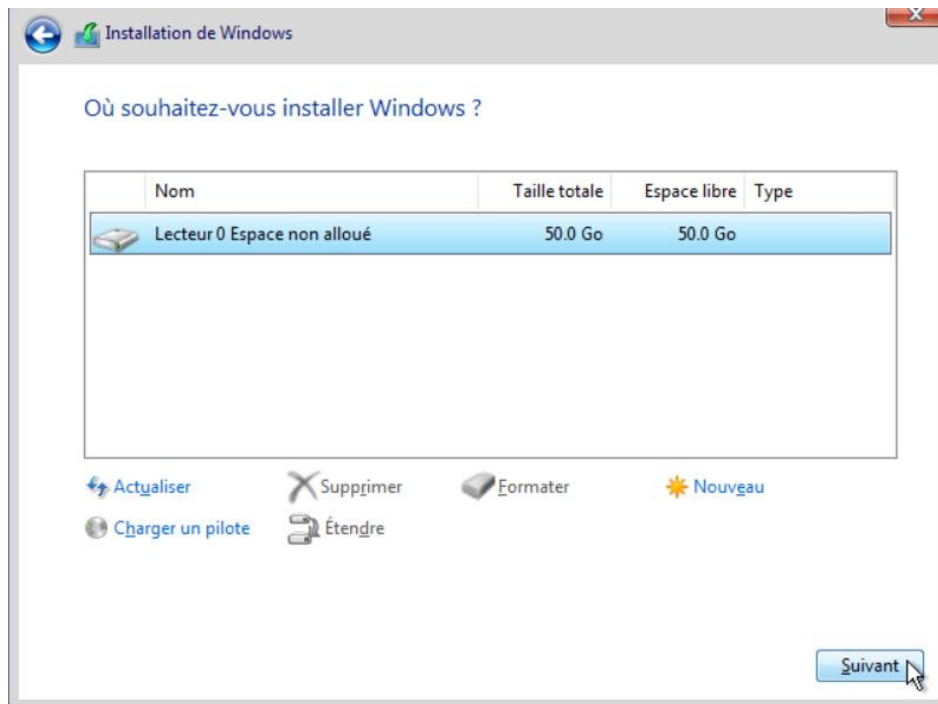 Installation de Windows
Où souhaitez-vous installer Windows ?
Nom Taille totale Espace libre Type
Lecteur 0 Espace non alloué 50.0 Go 50.0 Go
Actualiser Supprimer Formater Nouveau
Charger un pilote Étendre
Suivant